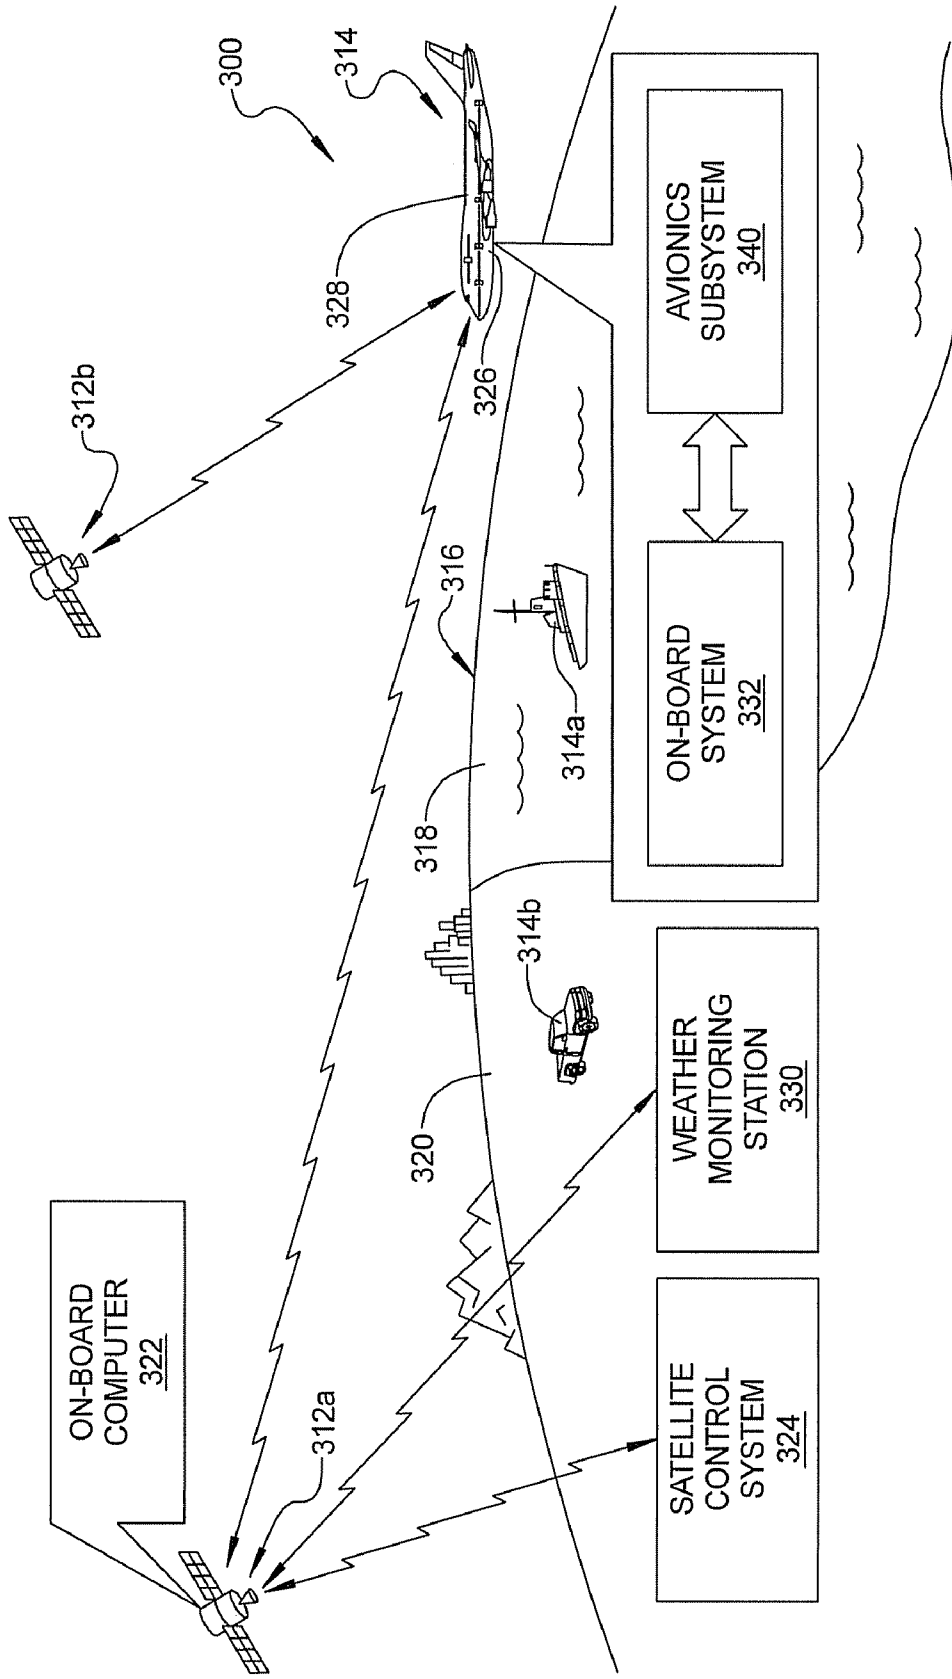 300
314
312b
328
326
316
318
314a
320
314b
312a
ON-BOARD
COMPUTER
322
AVIONICS
SUBSYSTEM
340
ON-BOARD
SYSTEM
332
WEATHER
MONITORING
STATION
330
SATELLITE
CONTROL
SYSTEM
324